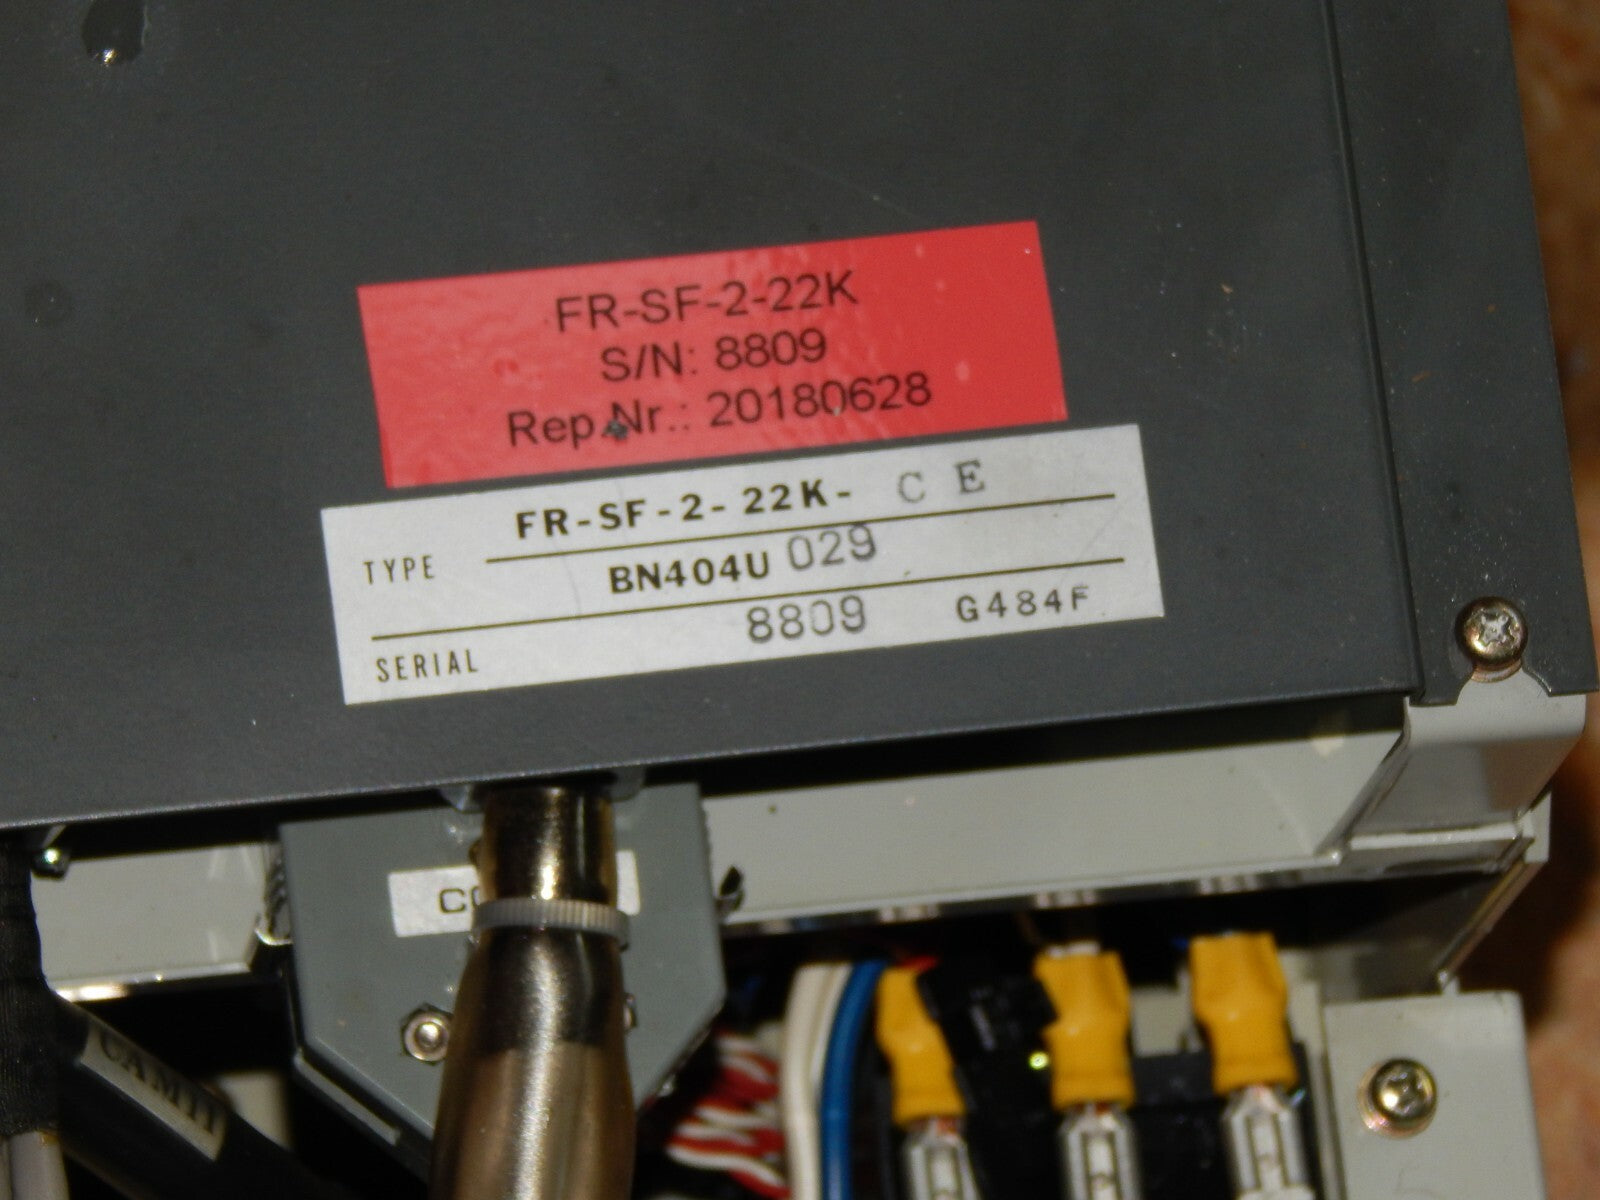 FR-SF-2-22K
S/N: 8809
Rep.Nr.: 20180628
TYPE FR-SF-2-22K- CE
BN404U 029
SERIAL 8809 G484F